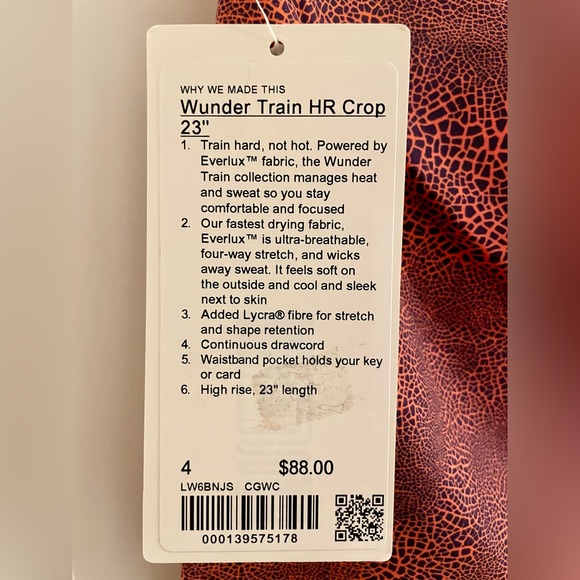 WHY WE MADE THIS
Wunder Train HR Crop
23"
1. Train hard, not hot. Powered by
Everlux™ fabric, the Wunder
Train collection manages heat
and sweat so you stay
comfortable and focused
2. Our fastest drying fabric,
Everlux™ is ultra-breathable,
four-way stretch, and wicks
away sweat. It feels soft on
the outside and cool and sleek
next to skin
3. Added Lycra® fibre for stretch
and shape retention
4. Continuous drawcord
5. Waistband pocket holds your key
or card
6. High rise, 23" length
4 $88.00
LW6BNJS CGWC
000139575178